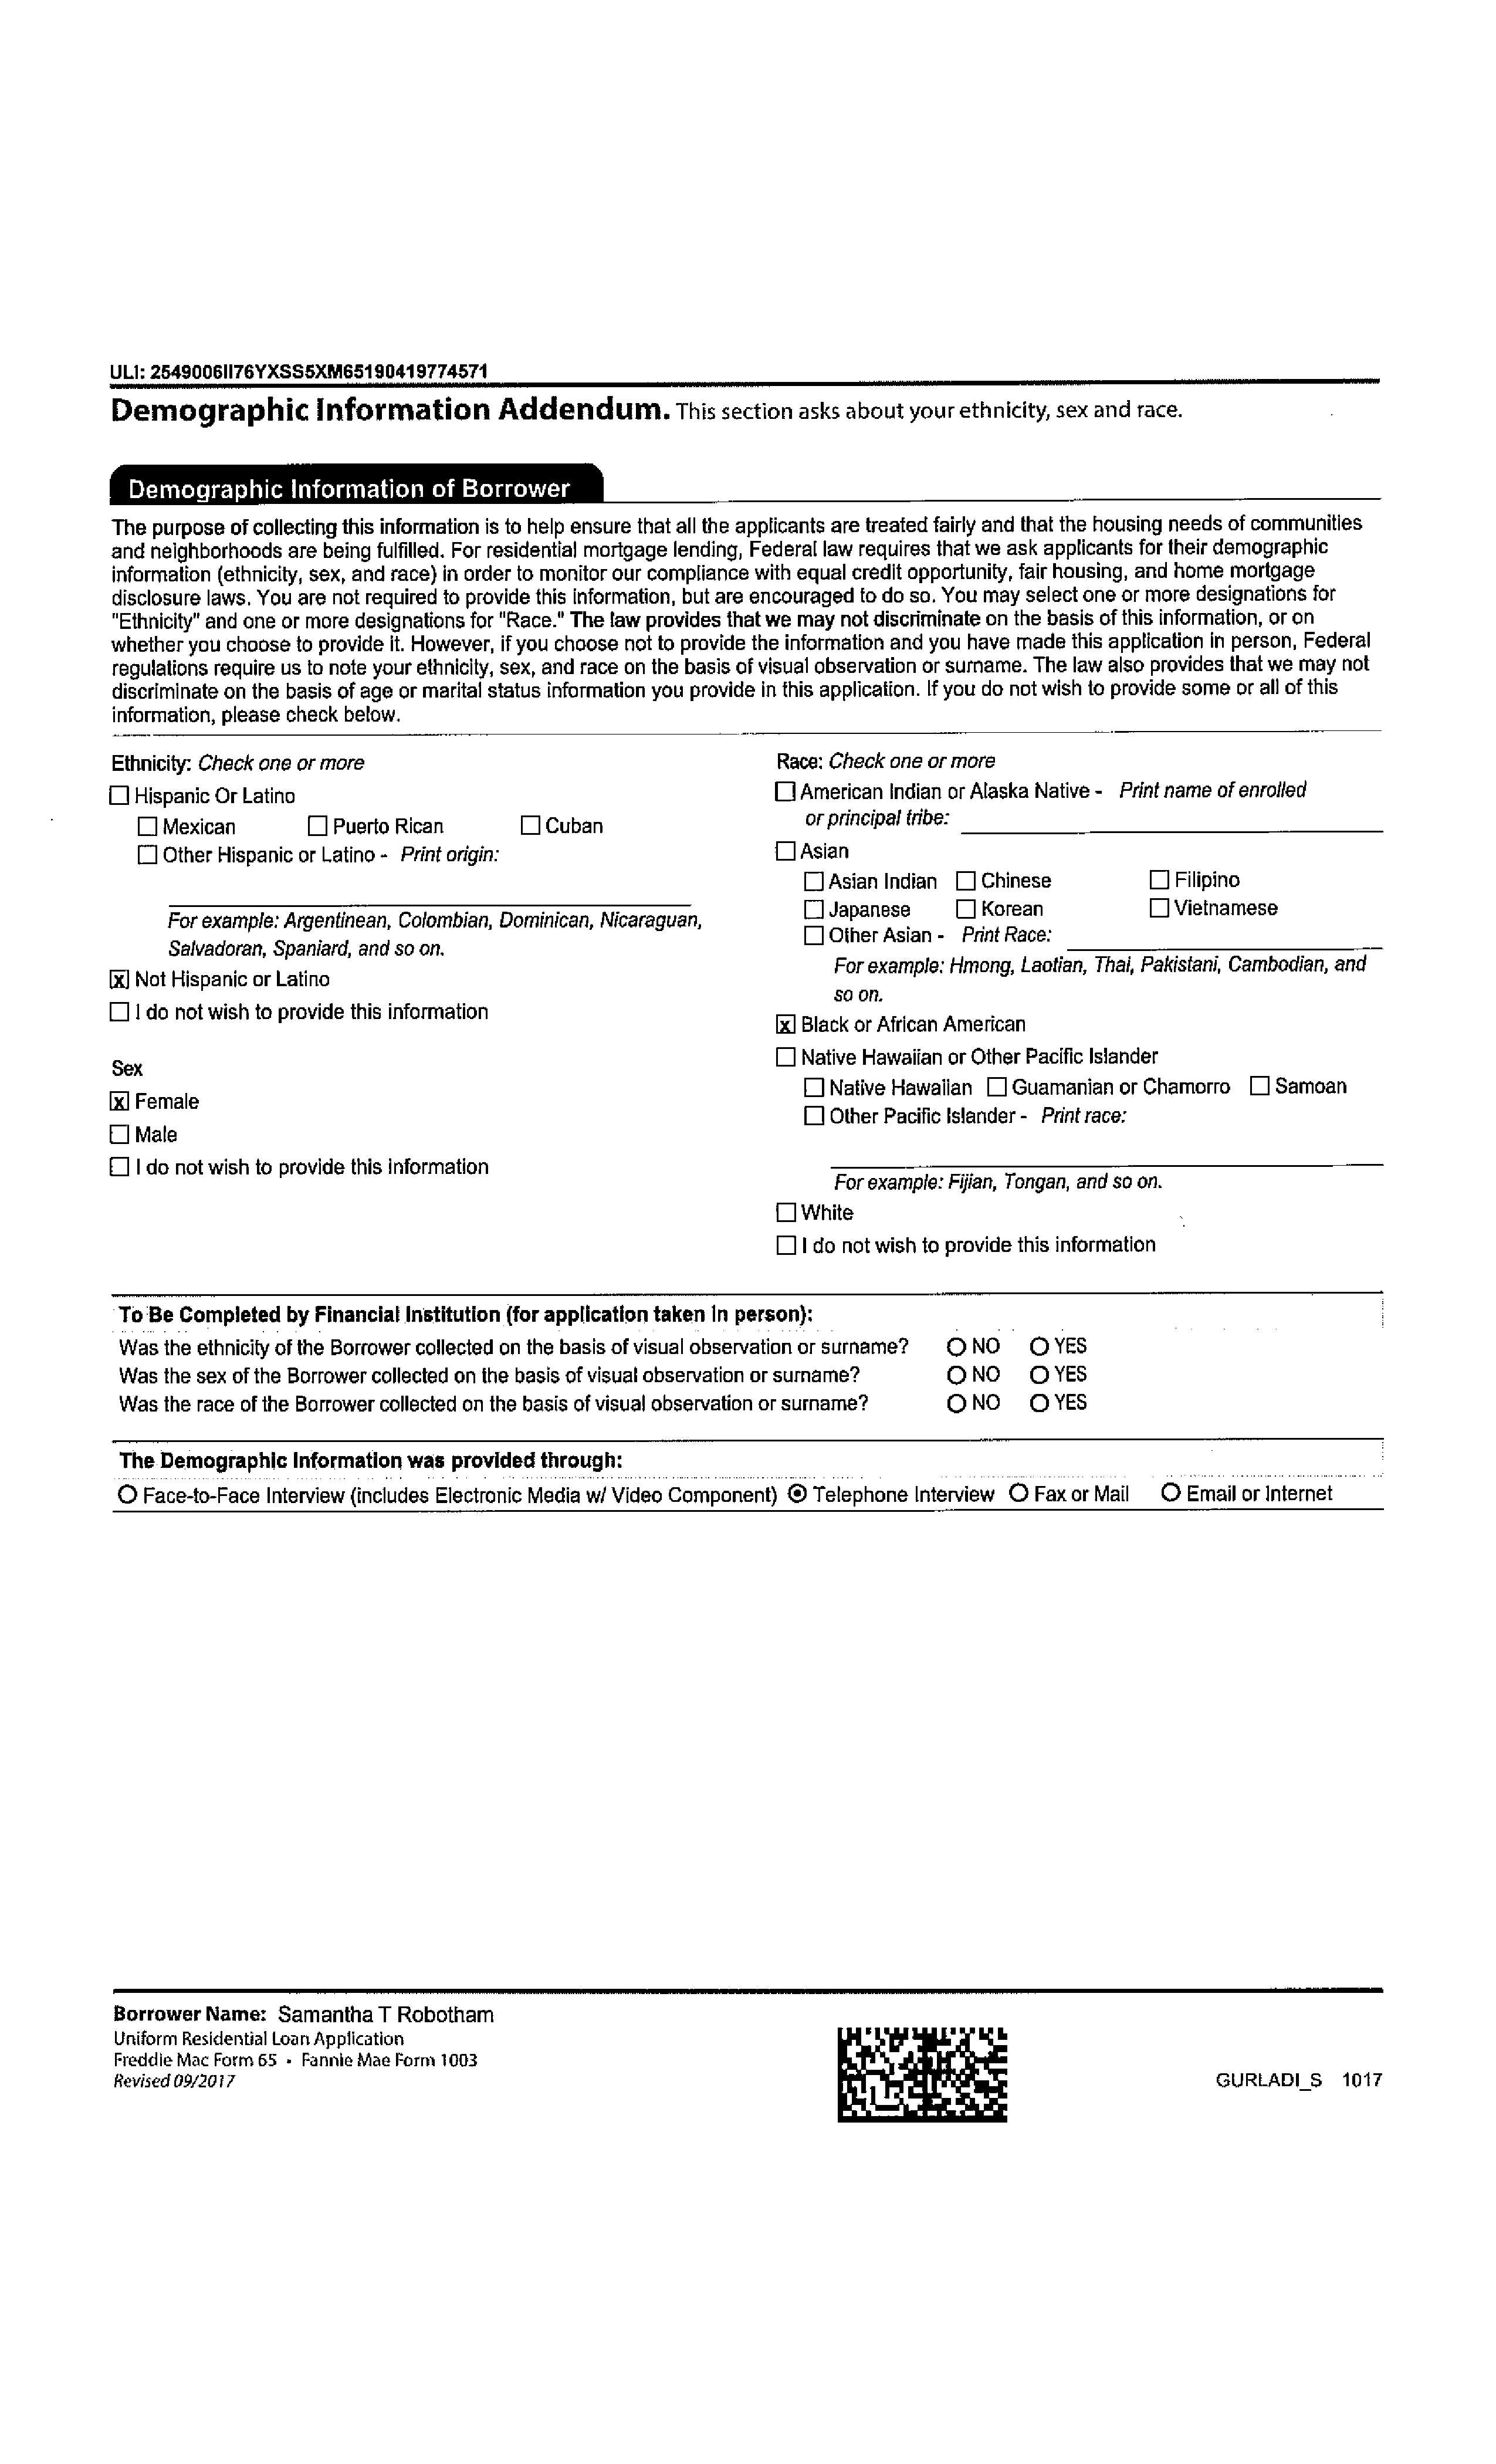 ULI: 2549006II76YXSS5XM65190419774571
Demographic Information Addendum. This section asks about your ethnicity, sex and race.
Demographic Information of Borrower
The purpose of collecting this information is to help ensure that all the applicants are treated fairly and that the housing needs of communities
and neighborhoods are being fulfilled. For residential mortgage lending, Federal law requires that we ask applicants for their demographic
information (ethnicity, sex, and race) in order to monitor our compliance with equal credit opportunity, fair housing, and home mortgage
disclosure laws. You are not required to provide this information, but are encouraged to do so. You may select one or more designations for
"Ethnicity" and one or more designations for "Race." The law provides that we may not discriminate on the basis of this information, or on
whether you choose to provide it. However, if you choose not to provide the information and you have made this application in person, Federal
regulations require us to note your ethnicity, sex, and race on the basis of visual observation or surname. The law also provides that we may not
discriminate on the basis of age or marital status information you provide in this application. If you do not wish to provide some or all of this
information, please check below.
Ethnicity: Check one or more
Hispanic Or Latino
Mexican Puerto Rican Cuban
Other Hispanic or Latino - Print origin:
For example: Argentinean, Colombian, Dominican, Nicaraguan,
Salvadoran, Spaniard, and so on.
x Not Hispanic or Latino
I do not wish to provide this information
Sex
x Female
Male
I do not wish to provide this information
Race: Check one or more
American Indian or Alaska Native - Print name of enrolled
or principal tribe:
Asian
Asian Indian Chinese Filipino
Japanese Korean Vietnamese
Other Asian - Print Race:
For example: Hmong, Laotian, Thai, Pakistani, Cambodian, and
so on.
x Black or African American
Native Hawaiian or Other Pacific Islander
Native Hawaiian Guamanian or Chamorro Samoan
Other Pacific Islander - Print race:
For example: Fijian, Tongan, and so on.
White
I do not wish to provide this information
To Be Completed by Financial Institution (for application taken in person):
Was the ethnicity of the Borrower collected on the basis of visual observation or surname? NO YES
Was the sex of the Borrower collected on the basis of visual observation or surname? NO YES
Was the race of the Borrower collected on the basis of visual observation or surname? NO YES
The Demographic Information was provided through:
Face-to-Face Interview (includes Electronic Media w/ Video Component) Telephone Interview Fax or Mail Email or Internet
Borrower Name: Samantha T Robotham
Uniform Residential Loan Application
Freddie Mac Form 65 • Fannie Mae Form 1003
Revised 09/2017
GURLADI_S 1017